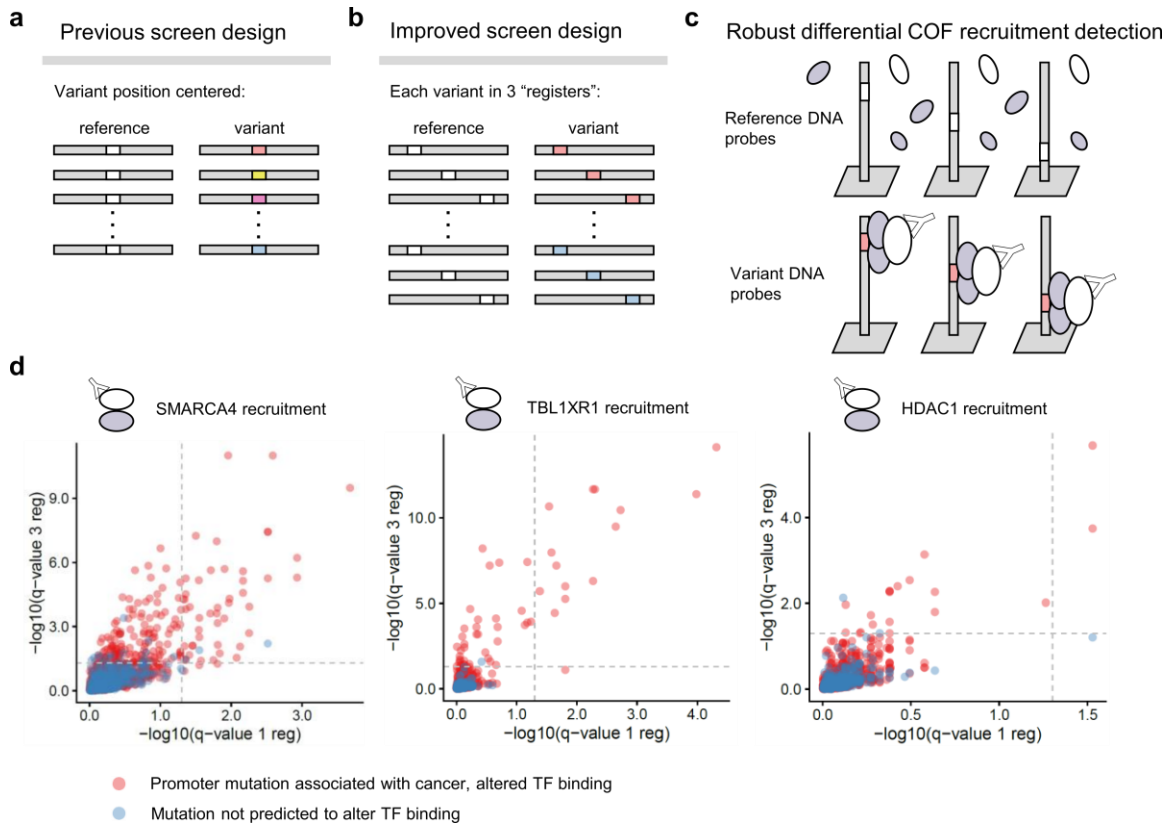 a
Previous screen design
Variant position centered:
reference variant
b
Improved screen design
Each variant in 3 “registers”:
reference variant
c
Robust differential COF recruitment detection
Reference DNA
probes
Variant DNA
probes
d
SMARCA4 recruitment
−log10(q−value 3 reg)
9.0
6.0
3.0
0.0
0.0 1.0 2.0 3.0
−log10(q−value 1 reg)
TBL1XR1 recruitment
−log10(q−value 3 reg)
10.0
5.0
0.0
0.0 1.0 2.0 3.0 4.0
−log10(q−value 1 reg)
HDAC1 recruitment
−log10(q−value 3 reg)
4.0
2.0
0.0
0.0 0.5 1.0 1.5
−log10(q−value 1 reg)
Promoter mutation associated with cancer, altered TF binding
Mutation not predicted to alter TF binding